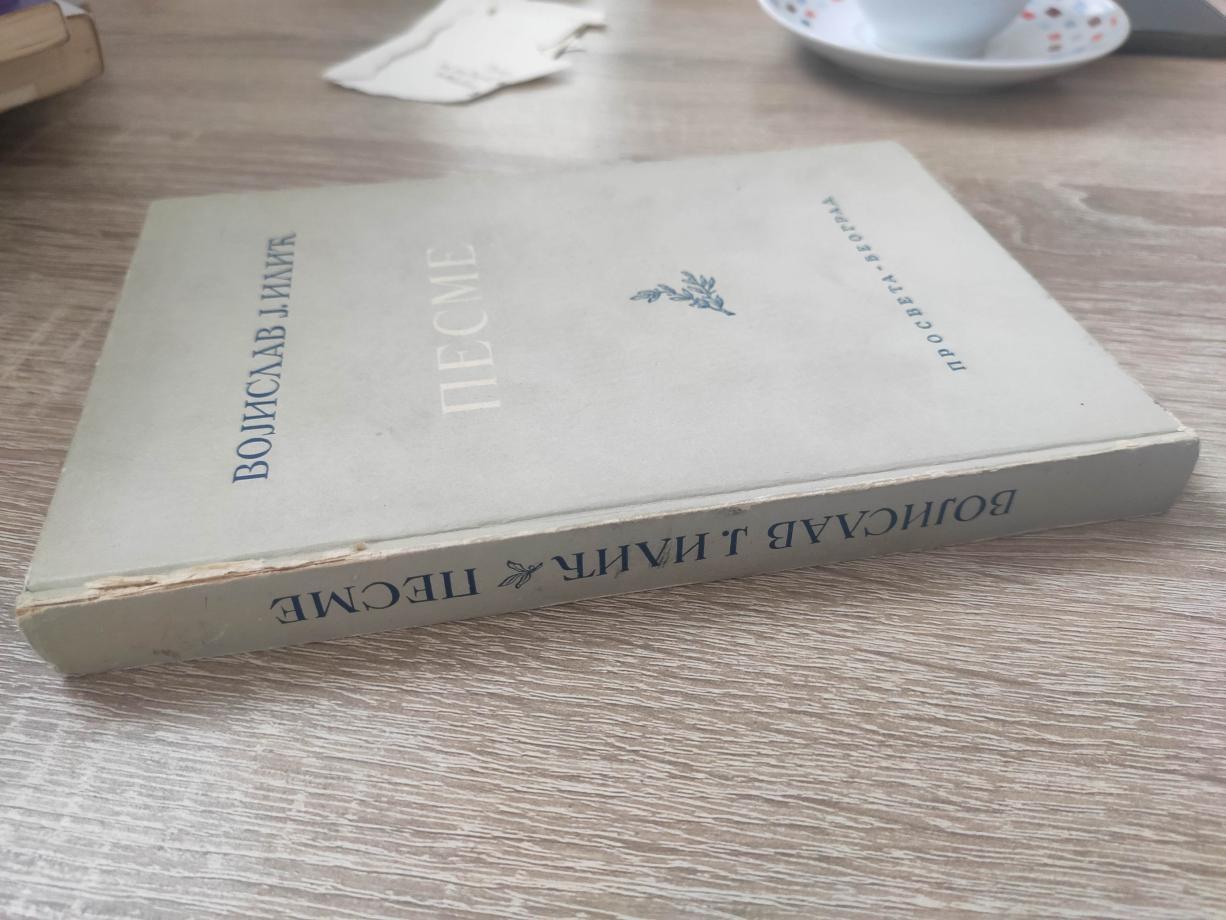 ВОЈИСЛАВ Ј. ИЛИЋ
ПЕСМЕ
ПРОСВЕТА • БЕОГРАД
ВОЈИСЛАВ Ј. ИЛИЋ ПЕСМЕ